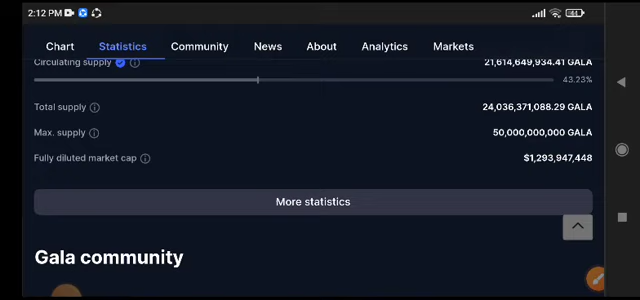 2:12 PM
Chart Statistics Community News About Analytics Markets
Circulating supply 21,614,649,934.41 GALA
43.23%
Total supply 24,036,371,088.29 GALA
Max. supply 50,000,000,000 GALA
Fully diluted market cap $1,293,947,448
More statistics
Gala community